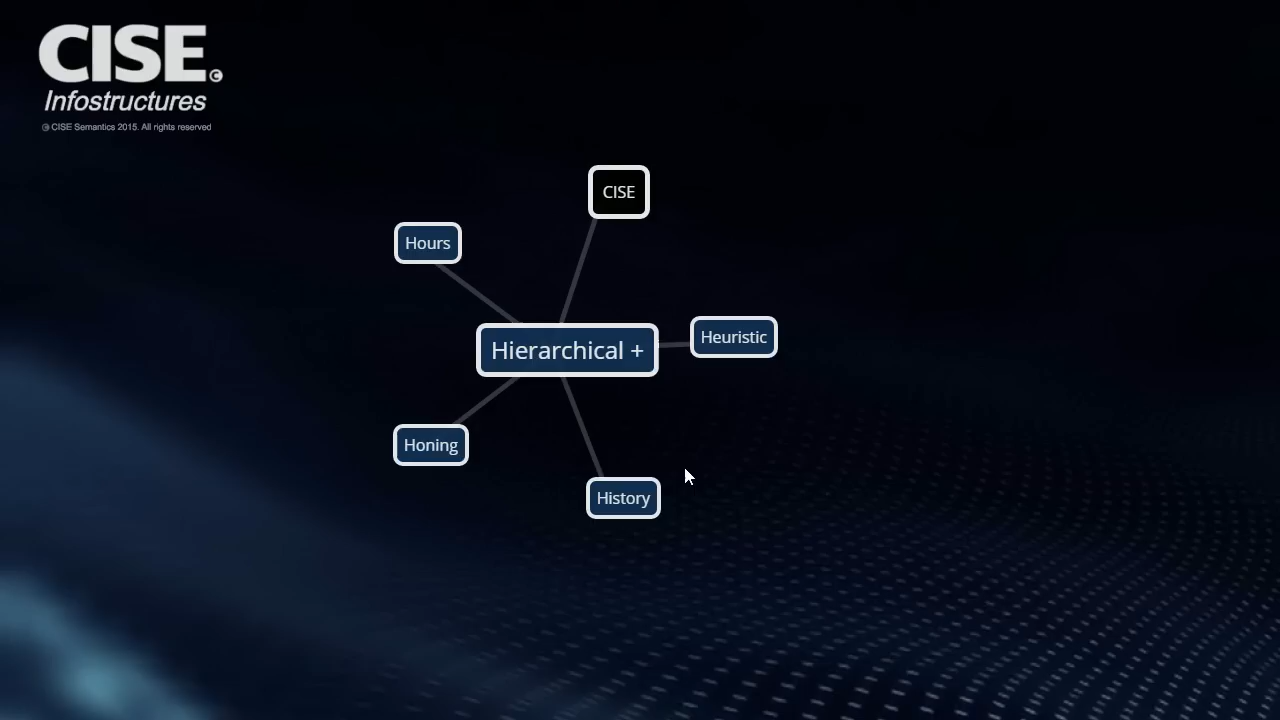 CISE©
Infostructures
© CISE Semantics 2015. All rights reserved
CISE
Hours
Heuristic
Hierarchical +
Honing
History